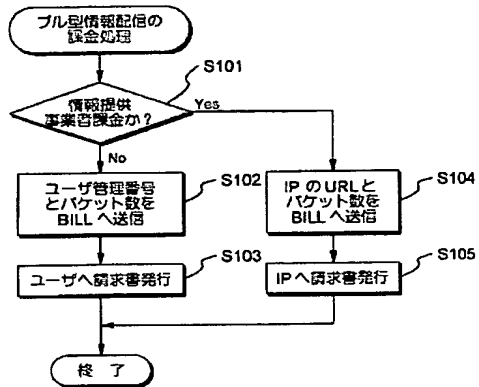 プル型情報配信の
課金処理
S101
情報提供
事業者課金か?
Yes
No
ユーザ管理番号
とパケット数を
BILLへ送信
S102
IPのURLと
パケット数を
BILLへ送信
S104
ユーザへ請求書発行
S103
IPへ請求書発行
S105
終 了